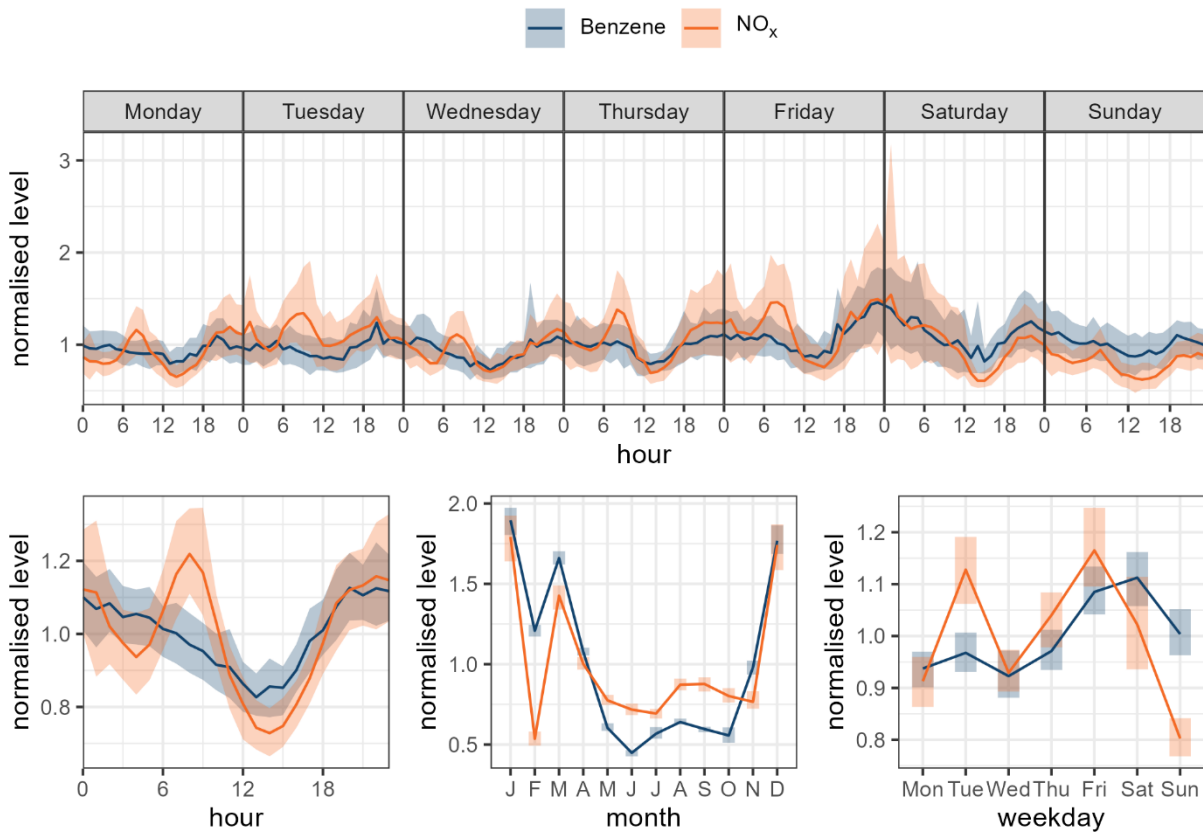 Benzene NOx
Monday Tuesday Wednesday Thursday Friday Saturday Sunday
normalised level
3
2
1
0 6 12 18 0 6 12 18 0 6 12 18 0 6 12 18 0 6 12 18 0 6 12 18 0 6 12 18
hour
normalised level
1.2
1.0
0.8
0 6 12 18
hour
normalised level
2.0
1.5
1.0
0.5
J F M A M J J A S O N D
month
normalised level
1.2
1.1
1.0
0.9
0.8
Mon Tue Wed Thu Fri Sat Sun
weekday